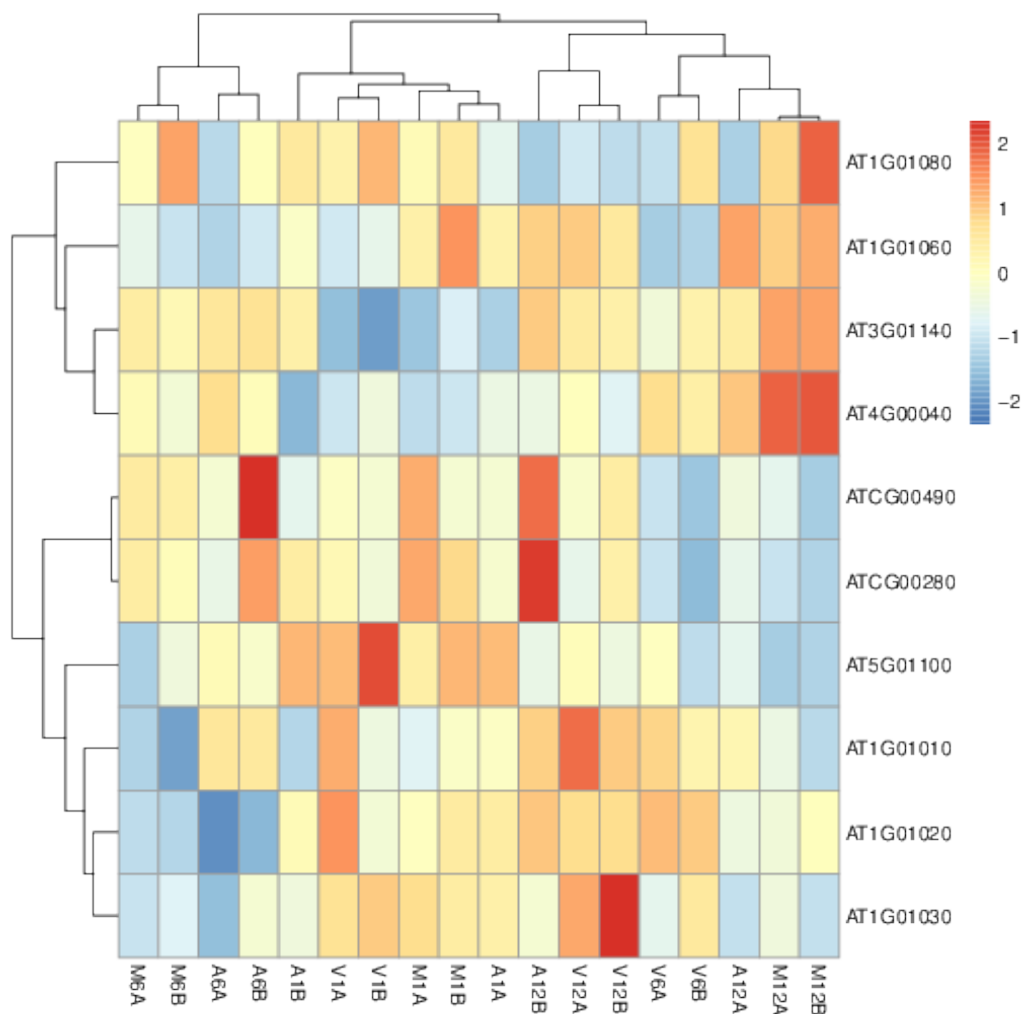 AT1G01080
AT1G01060
AT3G01140
AT4G00040
ATCG00490
ATCG00280
AT5G01100
AT1G01010
AT1G01020
AT1G01030
2
1
0
−1
−2
M6A
M6B
A6A
A6B
A1B
V1A
V1B
M1A
M1B
A1A
A12B
V12A
V12B
V6A
V6B
A12A
M12A
M12B